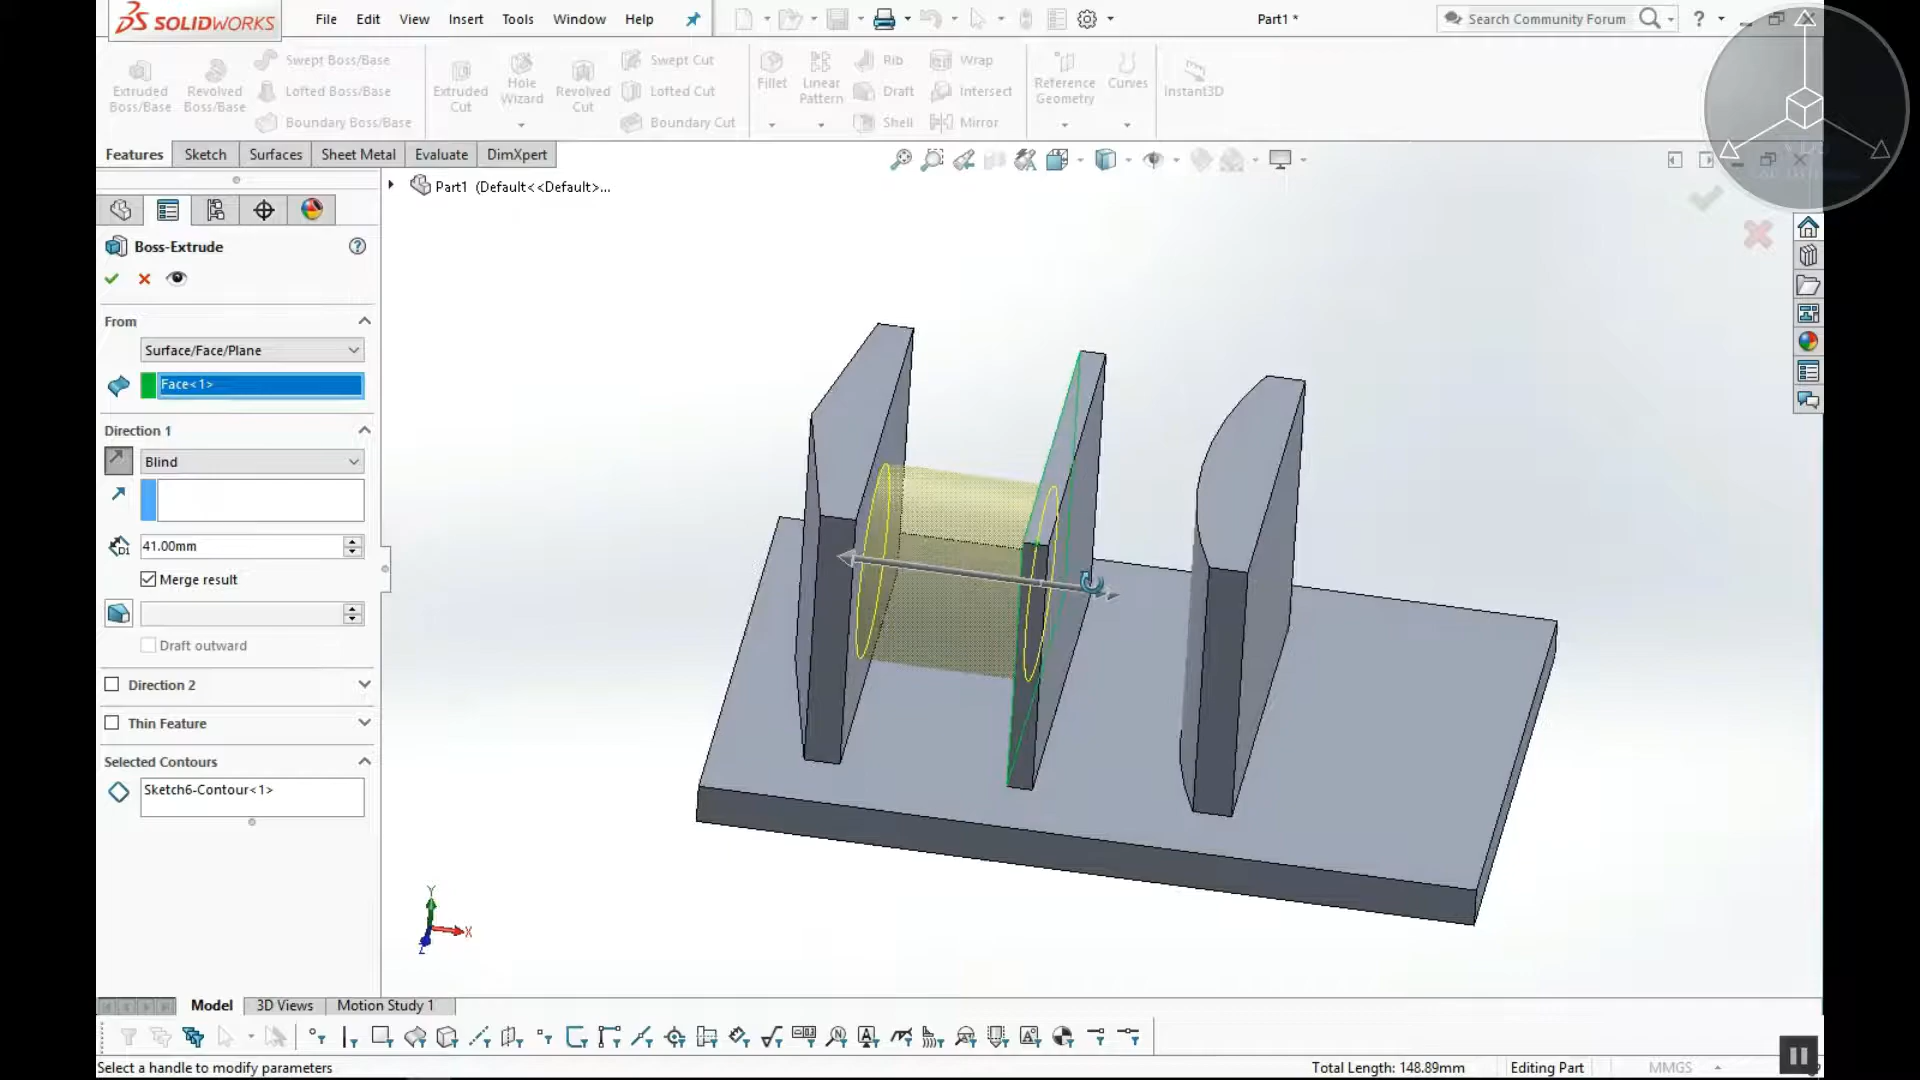 SOLIDWORKS
File Edit View Insert Tools Window Help
Part1 *
Search Community Forum
?
Extruded Boss/Base
Revolved Boss/Base
Swept Boss/Base
Lofted Boss/Base
Boundary Boss/Base
Extruded Cut
Hole Wizard
Revolved Cut
Swept Cut
Lofted Cut
Boundary Cut
Fillet
Linear Pattern
Rib
Draft
Shell
Wrap
Intersect
Mirror
Reference Geometry
Curves
Instant3D
Features Sketch Surfaces Sheet Metal Evaluate DimXpert
Part1 (Default<<Default>...
Boss-Extrude
From
Surface/Face/Plane
Face<1>
Direction 1
Blind
D1
41.00mm
Merge result
Draft outward
Direction 2
Thin Feature
Selected Contours
Sketch6-Contour<1>
Y
X
Z
Model 3D Views Motion Study 1
Select a handle to modify parameters
Total Length: 148.89mm
Editing Part
MMGS